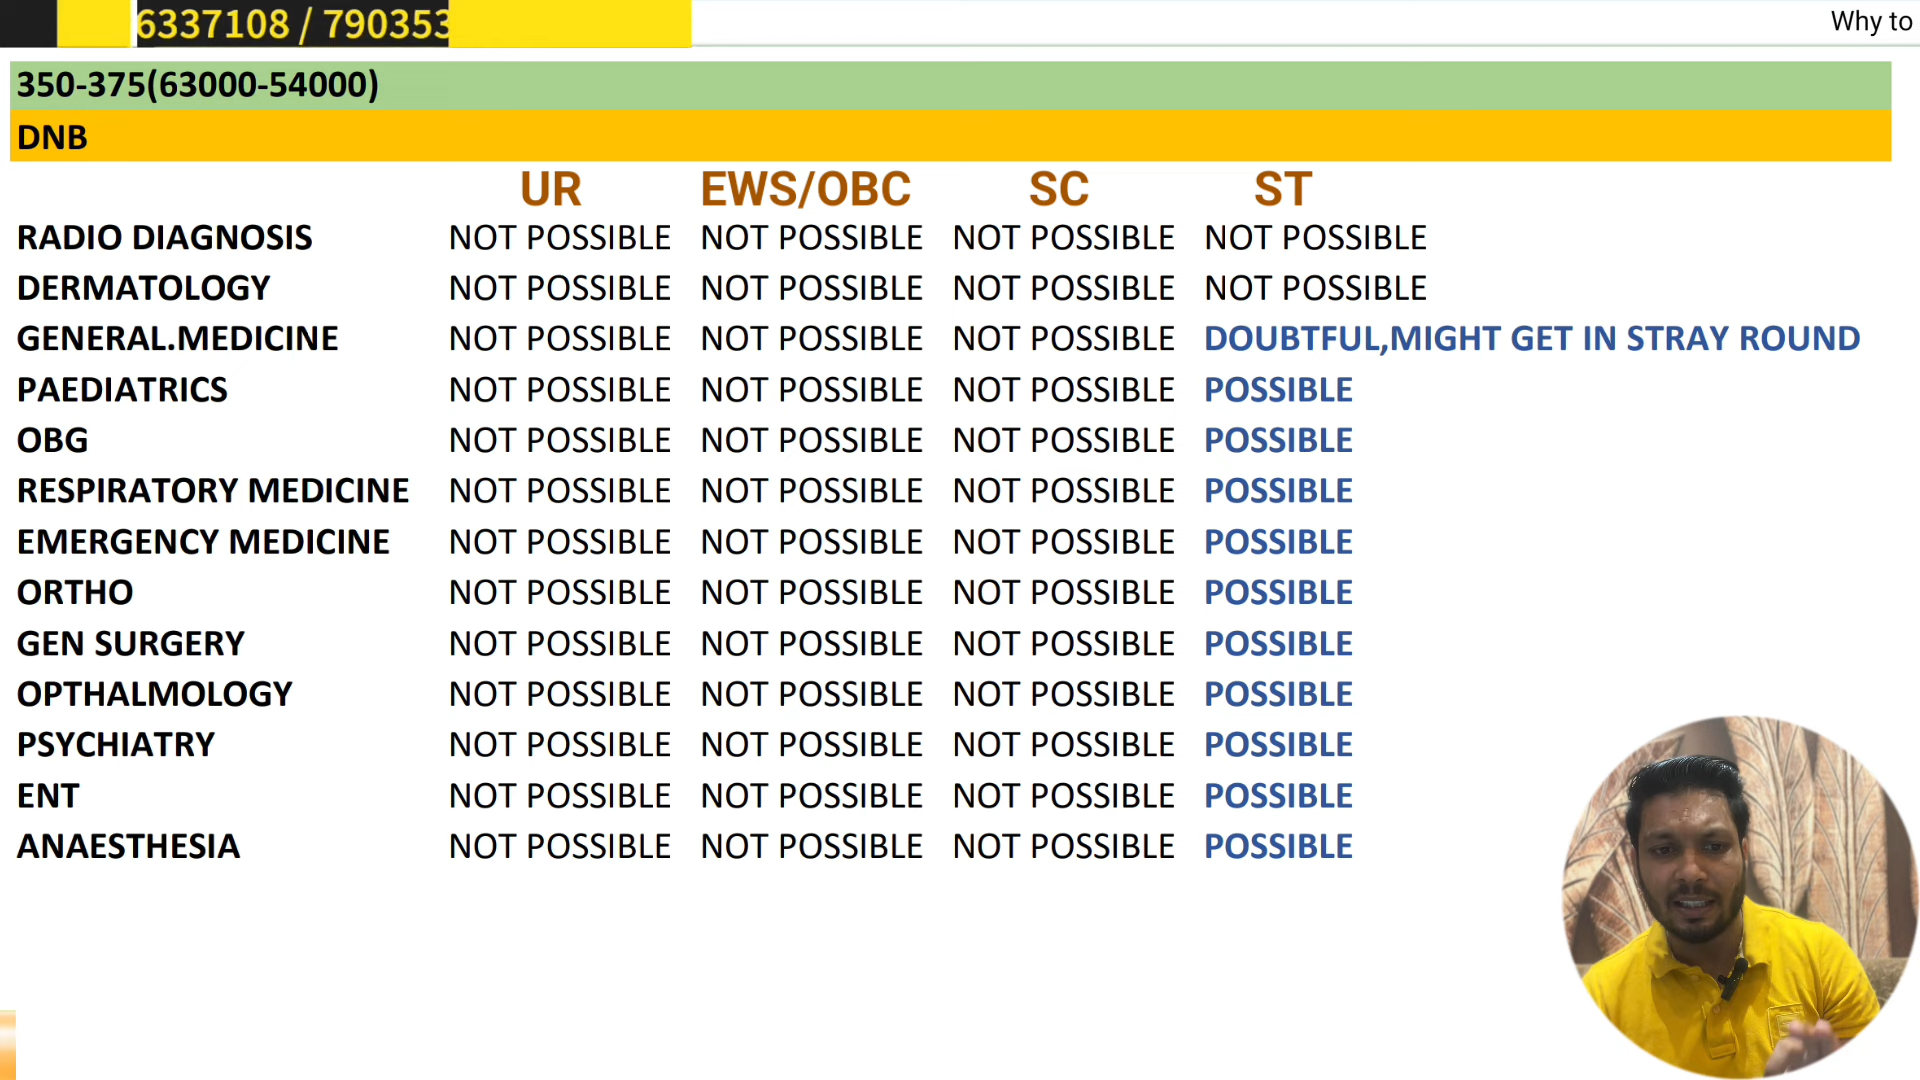 6337108 / 790353
Why to
350-375(63000-54000)
DNB
UR EWS/OBC SC ST
RADIO DIAGNOSIS NOT POSSIBLE NOT POSSIBLE NOT POSSIBLE NOT POSSIBLE
DERMATOLOGY NOT POSSIBLE NOT POSSIBLE NOT POSSIBLE NOT POSSIBLE
GENERAL.MEDICINE NOT POSSIBLE NOT POSSIBLE NOT POSSIBLE DOUBTFUL,MIGHT GET IN STRAY ROUND
PAEDIATRICS NOT POSSIBLE NOT POSSIBLE NOT POSSIBLE POSSIBLE
OBG NOT POSSIBLE NOT POSSIBLE NOT POSSIBLE POSSIBLE
RESPIRATORY MEDICINE NOT POSSIBLE NOT POSSIBLE NOT POSSIBLE POSSIBLE
EMERGENCY MEDICINE NOT POSSIBLE NOT POSSIBLE NOT POSSIBLE POSSIBLE
ORTHO NOT POSSIBLE NOT POSSIBLE NOT POSSIBLE POSSIBLE
GEN SURGERY NOT POSSIBLE NOT POSSIBLE NOT POSSIBLE POSSIBLE
OPTHALMOLOGY NOT POSSIBLE NOT POSSIBLE NOT POSSIBLE POSSIBLE
PSYCHIATRY NOT POSSIBLE NOT POSSIBLE NOT POSSIBLE POSSIBLE
ENT NOT POSSIBLE NOT POSSIBLE NOT POSSIBLE POSSIBLE
ANAESTHESIA NOT POSSIBLE NOT POSSIBLE NOT POSSIBLE POSSIBLE